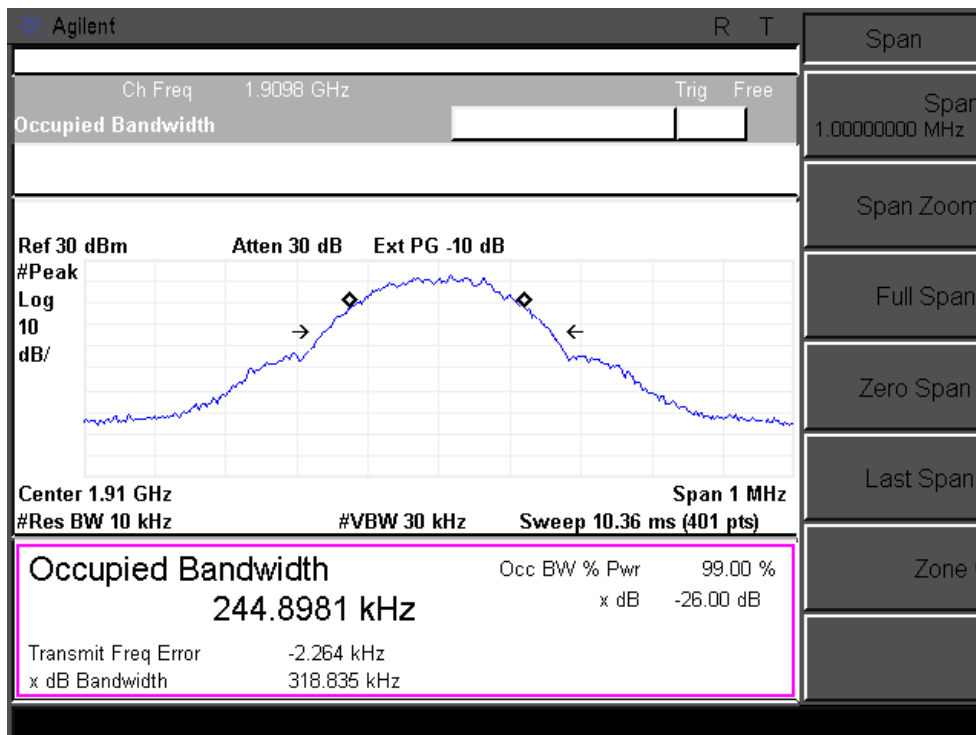 Agilent R T
Ch Freq 1.9098 GHz Trig Free
Occupied Bandwidth
Ref 30 dBm Atten 30 dB Ext PG -10 dB
#Peak
Log
10
dB/
Center 1.91 GHz Span 1 MHz
#Res BW 10 kHz #VBW 30 kHz Sweep 10.36 ms (401 pts)
Occupied Bandwidth Occ BW % Pwr 99.00 %
244.8981 kHz x dB -26.00 dB
Transmit Freq Error -2.264 kHz
x dB Bandwidth 318.835 kHz
Span
Span
1.00000000 MHz
Span Zoom
Full Span
Zero Span
Last Span
Zone